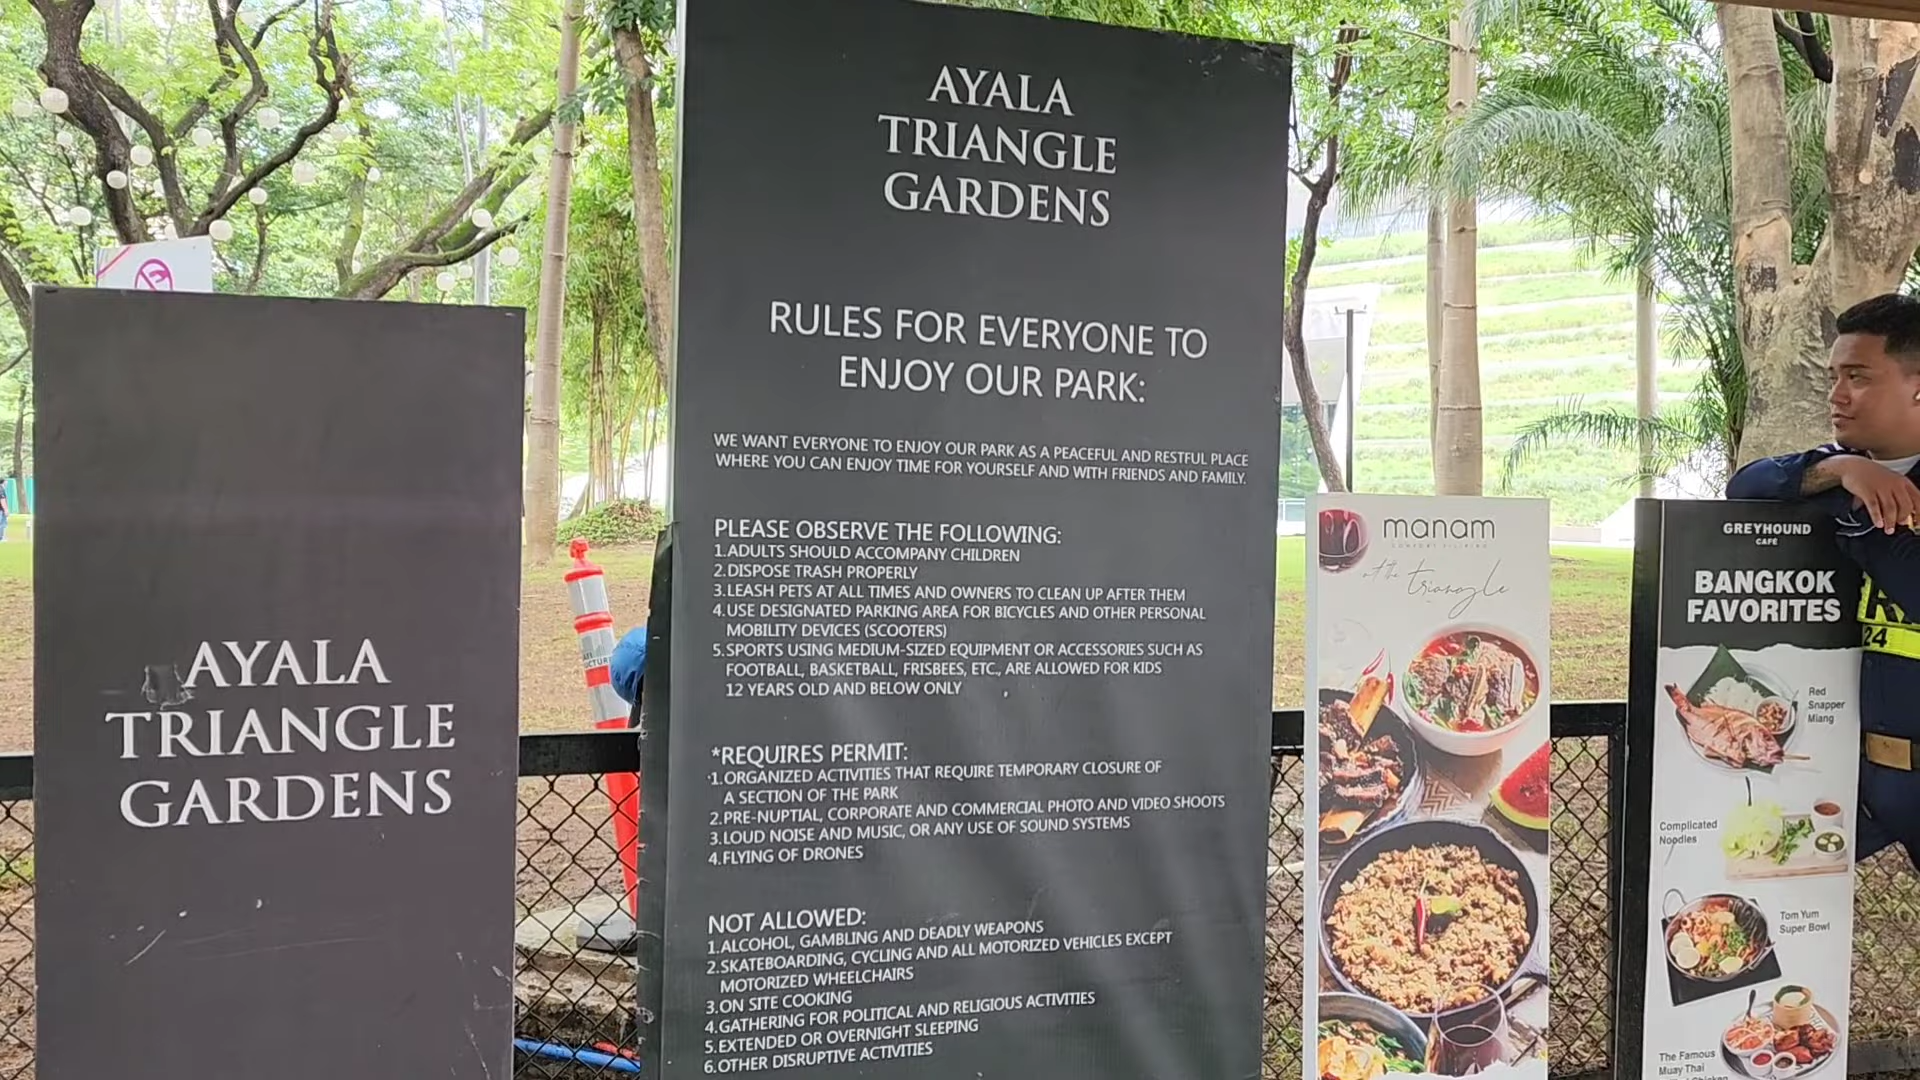 AYALA
TRIANGLE
GARDENS
AYALA
TRIANGLE
GARDENS
RULES FOR EVERYONE TO
ENJOY OUR PARK:
WE WANT EVERYONE TO ENJOY OUR PARK AS A PEACEFUL AND RESTFUL PLACE
WHERE YOU CAN ENJOY TIME FOR YOURSELF AND WITH FRIENDS AND FAMILY.
PLEASE OBSERVE THE FOLLOWING:
1.ADULTS SHOULD ACCOMPANY CHILDREN
2.DISPOSE TRASH PROPERLY
3.LEASH PETS AT ALL TIMES AND OWNERS TO CLEAN UP AFTER THEM
4.USE DESIGNATED PARKING AREA FOR BICYCLES AND OTHER PERSONAL
MOBILITY DEVICES (SCOOTERS)
5.SPORTS USING MEDIUM-SIZED EQUIPMENT OR ACCESSORIES SUCH AS
FOOTBALL, BASKETBALL, FRISBEES, ETC., ARE ALLOWED FOR KIDS
12 YEARS OLD AND BELOW ONLY
*REQUIRES PERMIT:
1.ORGANIZED ACTIVITIES THAT REQUIRE TEMPORARY CLOSURE OF
A SECTION OF THE PARK
2.PRE-NUPTIAL, CORPORATE AND COMMERCIAL PHOTO AND VIDEO SHOOTS
3.LOUD NOISE AND MUSIC, OR ANY USE OF SOUND SYSTEMS
4.FLYING OF DRONES
NOT ALLOWED:
1.ALCOHOL, GAMBLING AND DEADLY WEAPONS
2.SKATEBOARDING, CYCLING AND ALL MOTORIZED VEHICLES EXCEPT
MOTORIZED WHEELCHAIRS
3.ON SITE COOKING
4.GATHERING FOR POLITICAL AND RELIGIOUS ACTIVITIES
5.EXTENDED OR OVERNIGHT SLEEPING
6.OTHER DISRUPTIVE ACTIVITIES
manam
COMFORT FILIPINO
at the triangle
GREYHOUND
CAFÉ
BANGKOK
FAVORITES
Red
Snapper
Miang
Complicated
Noodles
Tom Yum
Super Bowl
The Famous
Muay Thai
24